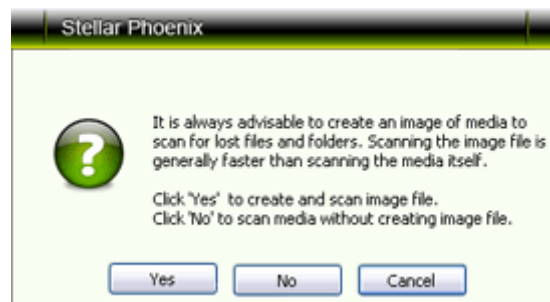 Stellar Phoenix
It is always advisable to create an image of media to
scan for lost files and folders. Scanning the image file is
generally faster than scanning the media itself.
Click 'Yes' to create and scan image file.
Click 'No' to scan media without creating image file.
Yes
No
Cancel